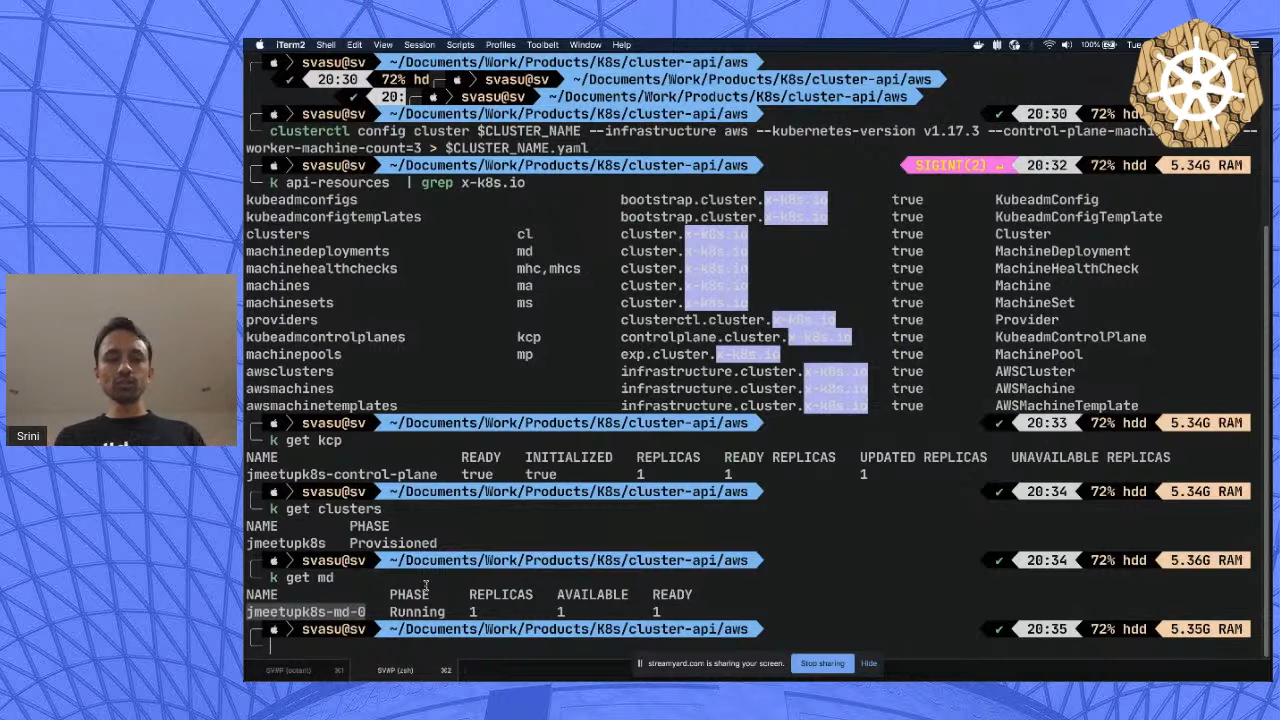 iTerm2 Shell Edit View Session Scripts Profiles Toolbelt Window Help 100% Tue
svasu@sv ~/Documents/Work/Products/K8s/cluster-api/aws
✔ 20:30 72% hd svasu@sv ~/Documents/Work/Products/K8s/cluster-api/aws
✔ 20: svasu@sv ~/Documents/Work/Products/K8s/cluster-api/aws
svasu@sv ~/Documents/Work/Products/K8s/cluster-api/aws ✔ 20:30 72% hdd 5.34G RAM
clusterctl config cluster $CLUSTER_NAME --infrastructure aws --kubernetes-version v1.17.3 --control-plane-machi --
worker-machine-count=3 > $CLUSTER_NAME.yaml
svasu@sv ~/Documents/Work/Products/K8s/cluster-api/aws SIGINT(2) ↵ 20:32 72% hdd 5.34G RAM
k api-resources | grep x-k8s.io
kubeadmconfigs bootstrap.cluster.x-k8s.io true KubeadmConfig
kubeadmconfigtemplates bootstrap.cluster.x-k8s.io true KubeadmConfigTemplate
clusters cl cluster.x-k8s.io true Cluster
machinedeployments md cluster.x-k8s.io true MachineDeployment
machinehealthchecks mhc,mhcs cluster.x-k8s.io true MachineHealthCheck
machines ma cluster.x-k8s.io true Machine
machinesets ms cluster.x-k8s.io true MachineSet
providers clusterctl.cluster.x-k8s.io true Provider
kubeadmcontrolplanes kcp controlplane.cluster.x-k8s.io true KubeadmControlPlane
machinepools mp exp.cluster.x-k8s.io true MachinePool
awsclusters infrastructure.cluster.x-k8s.io true AWSCluster
awsmachines infrastructure.cluster.x-k8s.io true AWSMachine
awsmachinetemplates infrastructure.cluster.x-k8s.io true AWSMachineTemplate
svasu@sv ~/Documents/Work/Products/K8s/cluster-api/aws ✔ 20:33 72% hdd 5.34G RAM
k get kcp
NAME READY INITIALIZED REPLICAS READY REPLICAS UPDATED REPLICAS UNAVAILABLE REPLICAS
jmeetupk8s-control-plane true true 1 1 1
svasu@sv ~/Documents/Work/Products/K8s/cluster-api/aws ✔ 20:34 72% hdd 5.34G RAM
k get clusters
NAME PHASE
jmeetupk8s Provisioned
svasu@sv ~/Documents/Work/Products/K8s/cluster-api/aws ✔ 20:34 72% hdd 5.36G RAM
k get md
NAME PHASE REPLICAS AVAILABLE READY
jmeetupk8s-md-0 Running 1 1 1
svasu@sv ~/Documents/Work/Products/K8s/cluster-api/aws ✔ 20:35 72% hdd 5.35G RAM
⌘1 SV#P (zsh) ⌘2
streamyard.com is sharing your screen. Stop sharing Hide
Srini